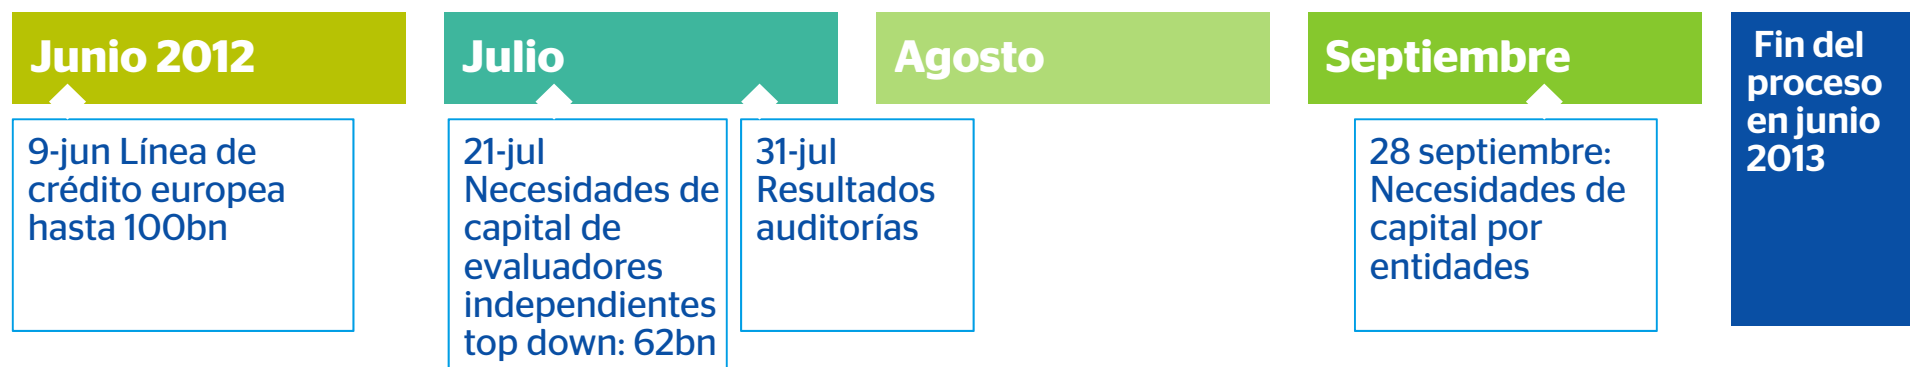 Junio 2012
Julio
Agosto
Septiembre
Fin del
proceso
en junio
2013
9-jun Línea de
crédito europea
hasta 100bn
21-jul
Necesidades de
capital de
evaluadores
independientes
top down: 62bn
31-jul
Resultados
auditorías
28 septiembre:
Necesidades de
capital por
entidades